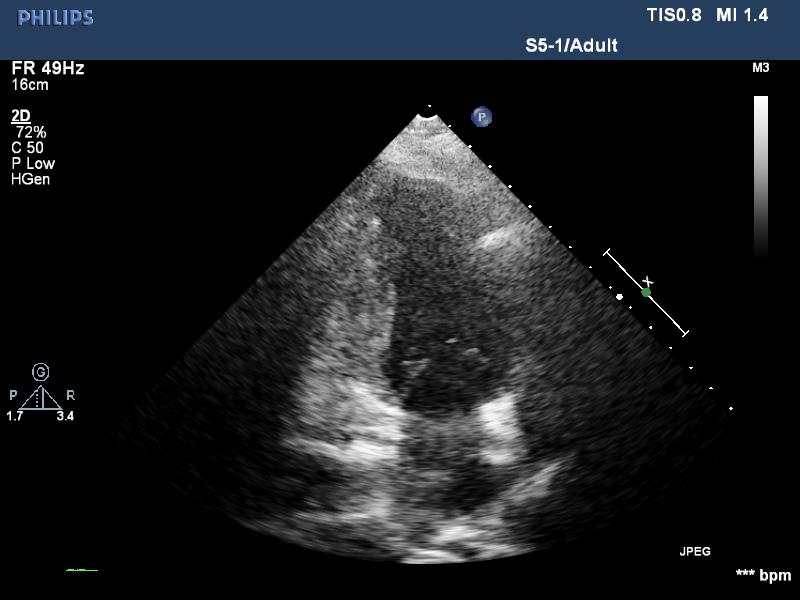 PHILIPS
TIS0.8 MI 1.4
S5-1/Adult
FR 49Hz
16cm
M3
2D
72%
C 50
P Low
HGen
P
G
P R
1.7 3.4
JPEG
*** bpm